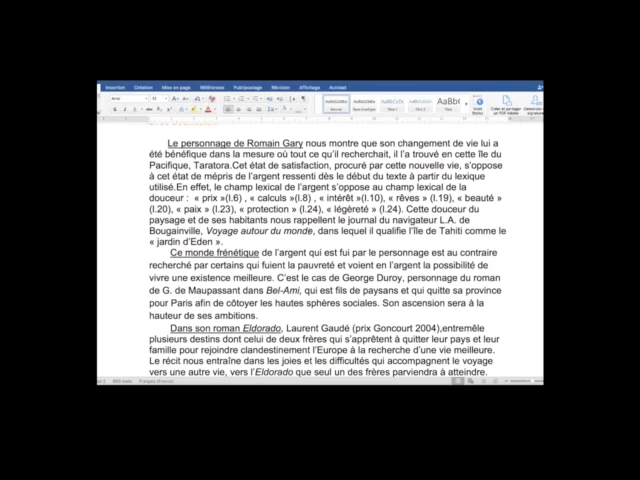 Insertion Création Mise en page Références Publipostage Révision Affichage Acrobat
Le personnage de Romain Gary nous montre que son changement de vie lui a
été bénéfique dans la mesure où tout ce qu'il recherchait, il l'a trouvé en cette île du
Pacifique, Taratora.Cet état de satisfaction, procuré par cette nouvelle vie, s'oppose
à cet état de mépris de l'argent ressenti dès le début du texte à partir du lexique
utilisé.En effet, le champ lexical de l'argent s'oppose au champ lexical de la
douceur : « prix »(l.6) , « calculs »(l.8) , « intérêt »(l.10), « rêves » (l.19), « beauté »
(l.20), « paix » (l.23), « protection » (l.24), « légèreté » (l.24). Cette douceur du
paysage et de ses habitants nous rappellent le journal du navigateur L.A. de
Bougainville, Voyage autour du monde, dans lequel il qualifie l'île de Tahiti comme le
« jardin d'Eden ».
Ce monde frénétique de l'argent qui est fui par le personnage est au contraire
recherché par certains qui fuient la pauvreté et voient en l'argent la possibilité de
vivre une existence meilleure. C'est le cas de George Duroy, personnage du roman
de G. de Maupassant dans Bel-Ami, qui est fils de paysans et qui quitte sa province
pour Paris afin de côtoyer les hautes sphères sociales. Son ascension sera à la
hauteur de ses ambitions.
Dans son roman Eldorado, Laurent Gaudé (prix Goncourt 2004),entremêle
plusieurs destins dont celui de deux frères qui s'apprêtent à quitter leur pays et leur
famille pour rejoindre clandestinement l'Europe à la recherche d'une vie meilleure.
Le récit nous entraîne dans les joies et les difficultés qui accompagnent le voyage
vers une autre vie, vers l'Eldorado que seul un des frères parviendra à atteindre.